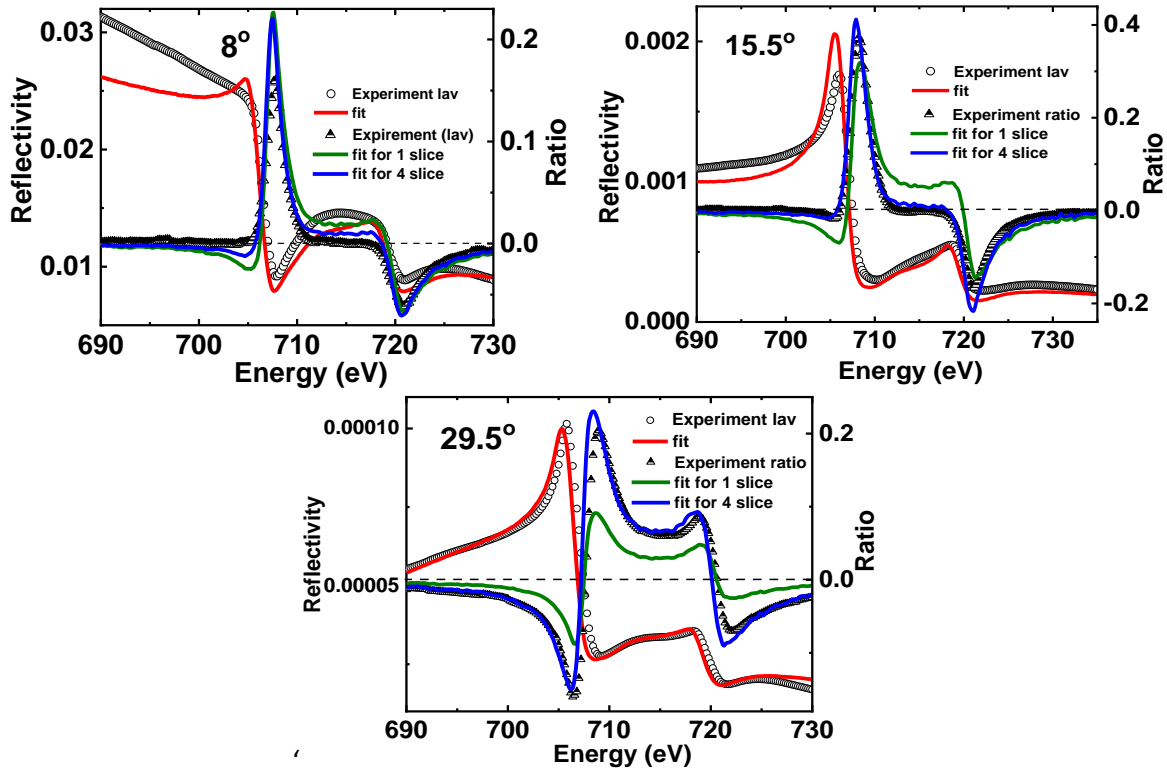 8°
Experiment Iav
fit
Expirement (Iav)
fit for 1 slice
fit for 4 slice
0.03
0.02
0.01
Reflectivity
0.2
0.1
0.0
Ratio
690 700 710 720 730
Energy (eV)
15.5°
Experiment Iav
fit
Experiment ratio
fit for 1 slice
fit for 4 slice
0.002
0.001
0.000
Reflectivity
0.4
0.2
0.0
-0.2
Ratio
690 700 710 720 730
Energy (eV)
29.5°
Experiment Iav
fit
Experiment ratio
fit for 1 slice
fit for 4 slice
0.00010
0.00005
Reflectivity
0.2
0.0
Ratio
690 700 710 720 730
Energy (eV)
‘